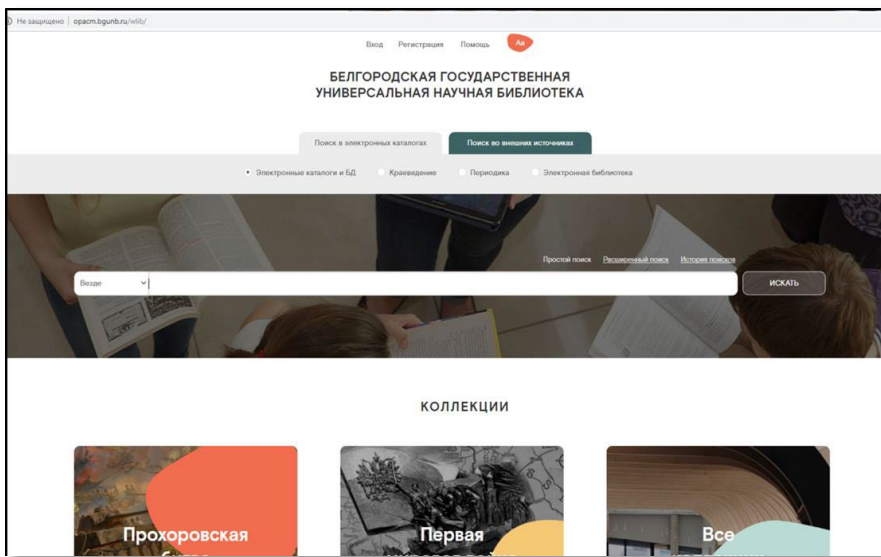 Не защищено | opacm.bgunb.ru/wlib/
Вход Регистрация Помощь Aa
БЕЛГОРОДСКАЯ ГОСУДАРСТВЕННАЯ
УНИВЕРСАЛЬНАЯ НАУЧНАЯ БИБЛИОТЕКА
Поиск в электронных каталогах Поиск во внешних источниках
Электронные каталоги и БД Краеведение Периодика Электронная библиотека
Простой поиск Расширенный поиск История поисков
Везде ИСКАТЬ
КОЛЛЕКЦИИ
Прохоровская Первая Все